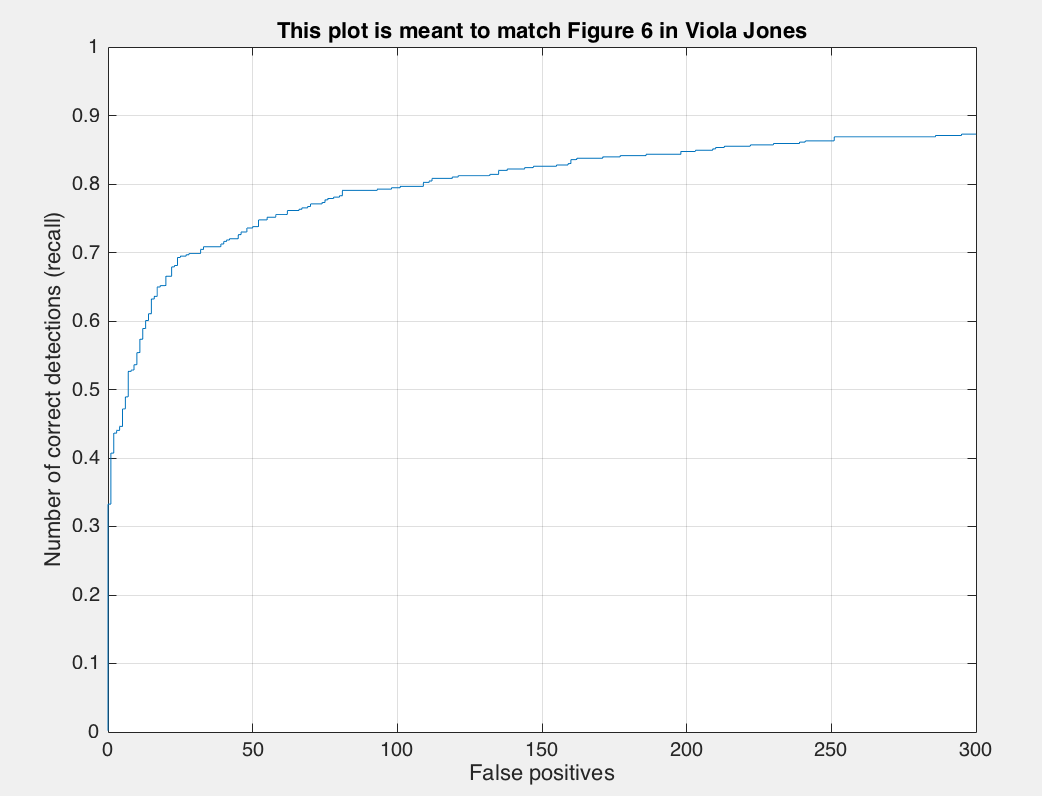 This plot is meant to match Figure 6 in Viola Jones
1
0.9
0.8
0.7
0.6
0.5
0.4
0.3
0.2
0.1
0
Number of correct detections (recall)
0 50 100 150 200 250 300
False positives